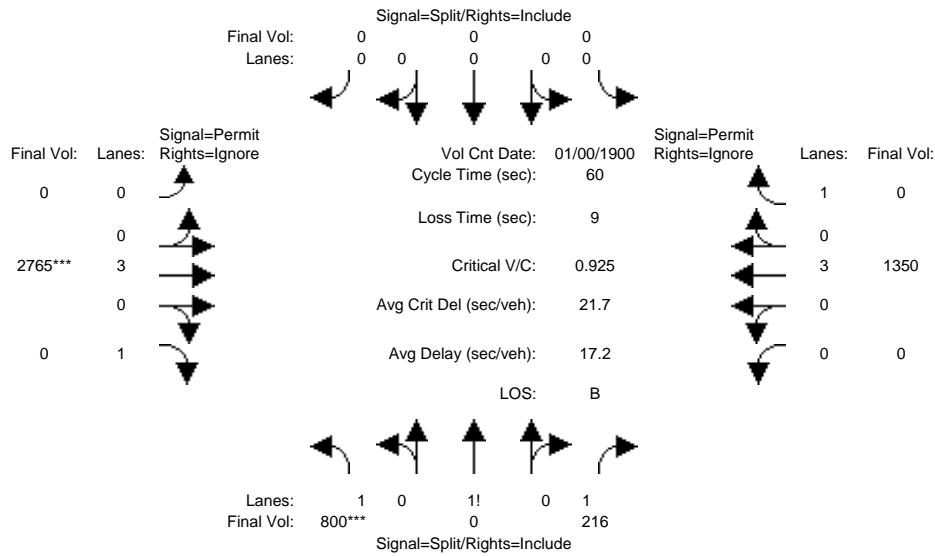 Signal=Split/Rights=Include
Final Vol: 0 0 0
Lanes: 0 0 0 0 0
Signal=Permit Signal=Permit
Final Vol: Lanes: Rights=Ignore Vol Cnt Date: 01/00/1900 Rights=Ignore Lanes: Final Vol:
Cycle Time (sec): 60
0 0 1 0
Loss Time (sec): 9
0 0
2765*** 3 Critical V/C: 0.925 3 1350
0 Avg Crit Del (sec/veh): 21.7 0
0 1 Avg Delay (sec/veh): 17.2 0 0
LOS: B
Lanes: 1 0 1! 0 1
Final Vol: 800*** 0 216
Signal=Split/Rights=Include